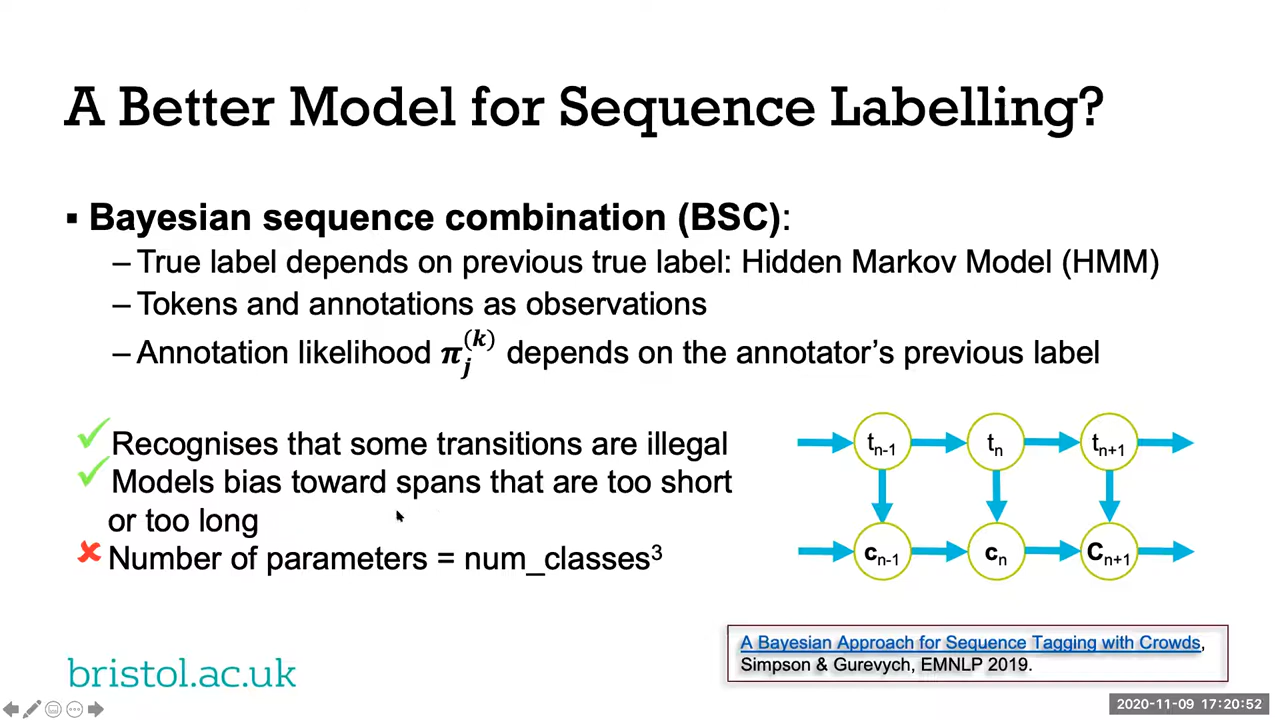 A Better Model for Sequence Labelling?
▪ Bayesian sequence combination (BSC):
– True label depends on previous true label: Hidden Markov Model (HMM)
– Tokens and annotations as observations
– Annotation likelihood π_j^(k) depends on the annotator's previous label
✓ Recognises that some transitions are illegal
✓ Models bias toward spans that are too short
or too long
✘ Number of parameters = num_classes³
t_n-1 t_n t_n+1
c_n-1 c_n C_n+1
A Bayesian Approach for Sequence Tagging with Crowds,
Simpson & Gurevych, EMNLP 2019.
bristol.ac.uk
2020-11-09 17:20:52